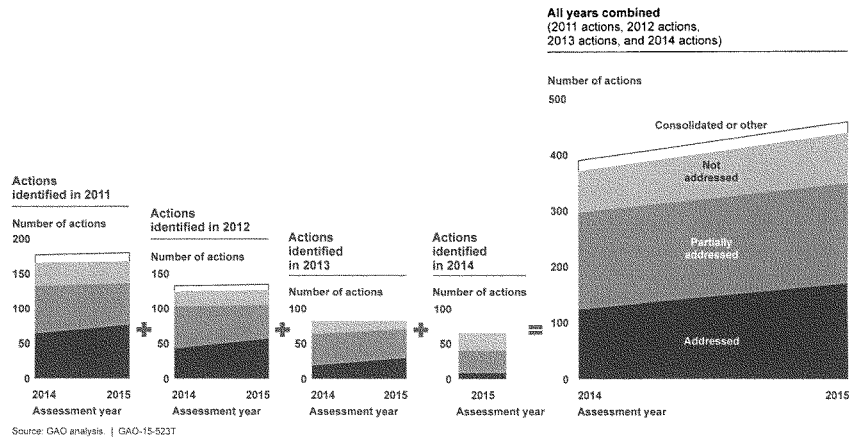 All years combined
(2011 actions, 2012 actions,
2013 actions, and 2014 actions)
Number of actions
500
400
300
200
100
0
Consolidated or other
Not
addressed
Partially
addressed
Addressed
2014 2015
Assessment year
Actions
identified in 2011
Number of actions
200
150
100
50
0
2014 2015
Assessment year
Actions
identified in 2012
Number of actions
150
100
50
0
2014 2015
Assessment year
Actions
identified
in 2013
Number of actions
100
50
0
2014 2015
Assessment year
Actions
identified
in 2014
Number of actions
100
50
0
2015
Assessment year
Source: GAO analysis. | GAO-15-523T